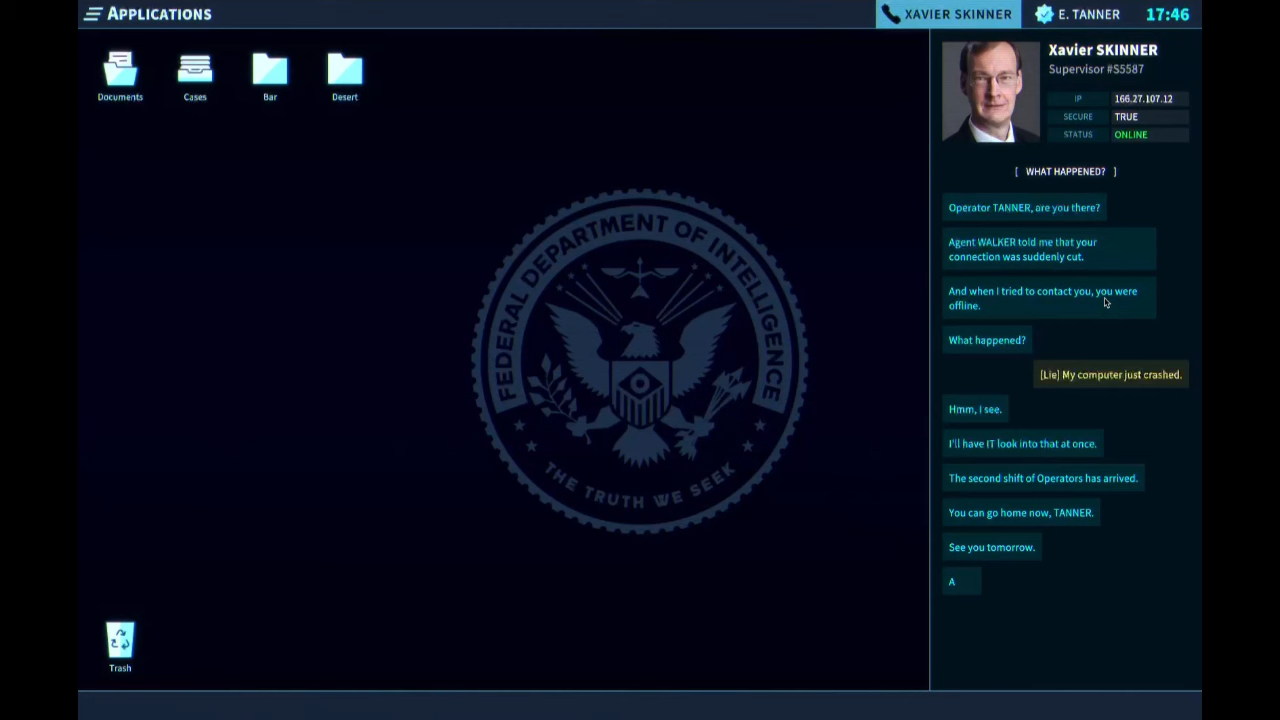 APPLICATIONS
XAVIER SKINNER
E. TANNER
17:46
Documents
Cases
Bar
Desert
FEDERAL DEPARTMENT OF INTELLIGENCE
THE TRUTH WE SEEK
Trash
Xavier SKINNER
Supervisor #S5587
IP 166.27.107.12
SECURE TRUE
STATUS ONLINE
[ WHAT HAPPENED? ]
Operator TANNER, are you there?
Agent WALKER told me that your
connection was suddenly cut.
And when I tried to contact you, you were
offline.
What happened?
[Lie] My computer just crashed.
Hmm, I see.
I'll have IT look into that at once.
The second shift of Operators has arrived.
You can go home now, TANNER.
See you tomorrow.
A